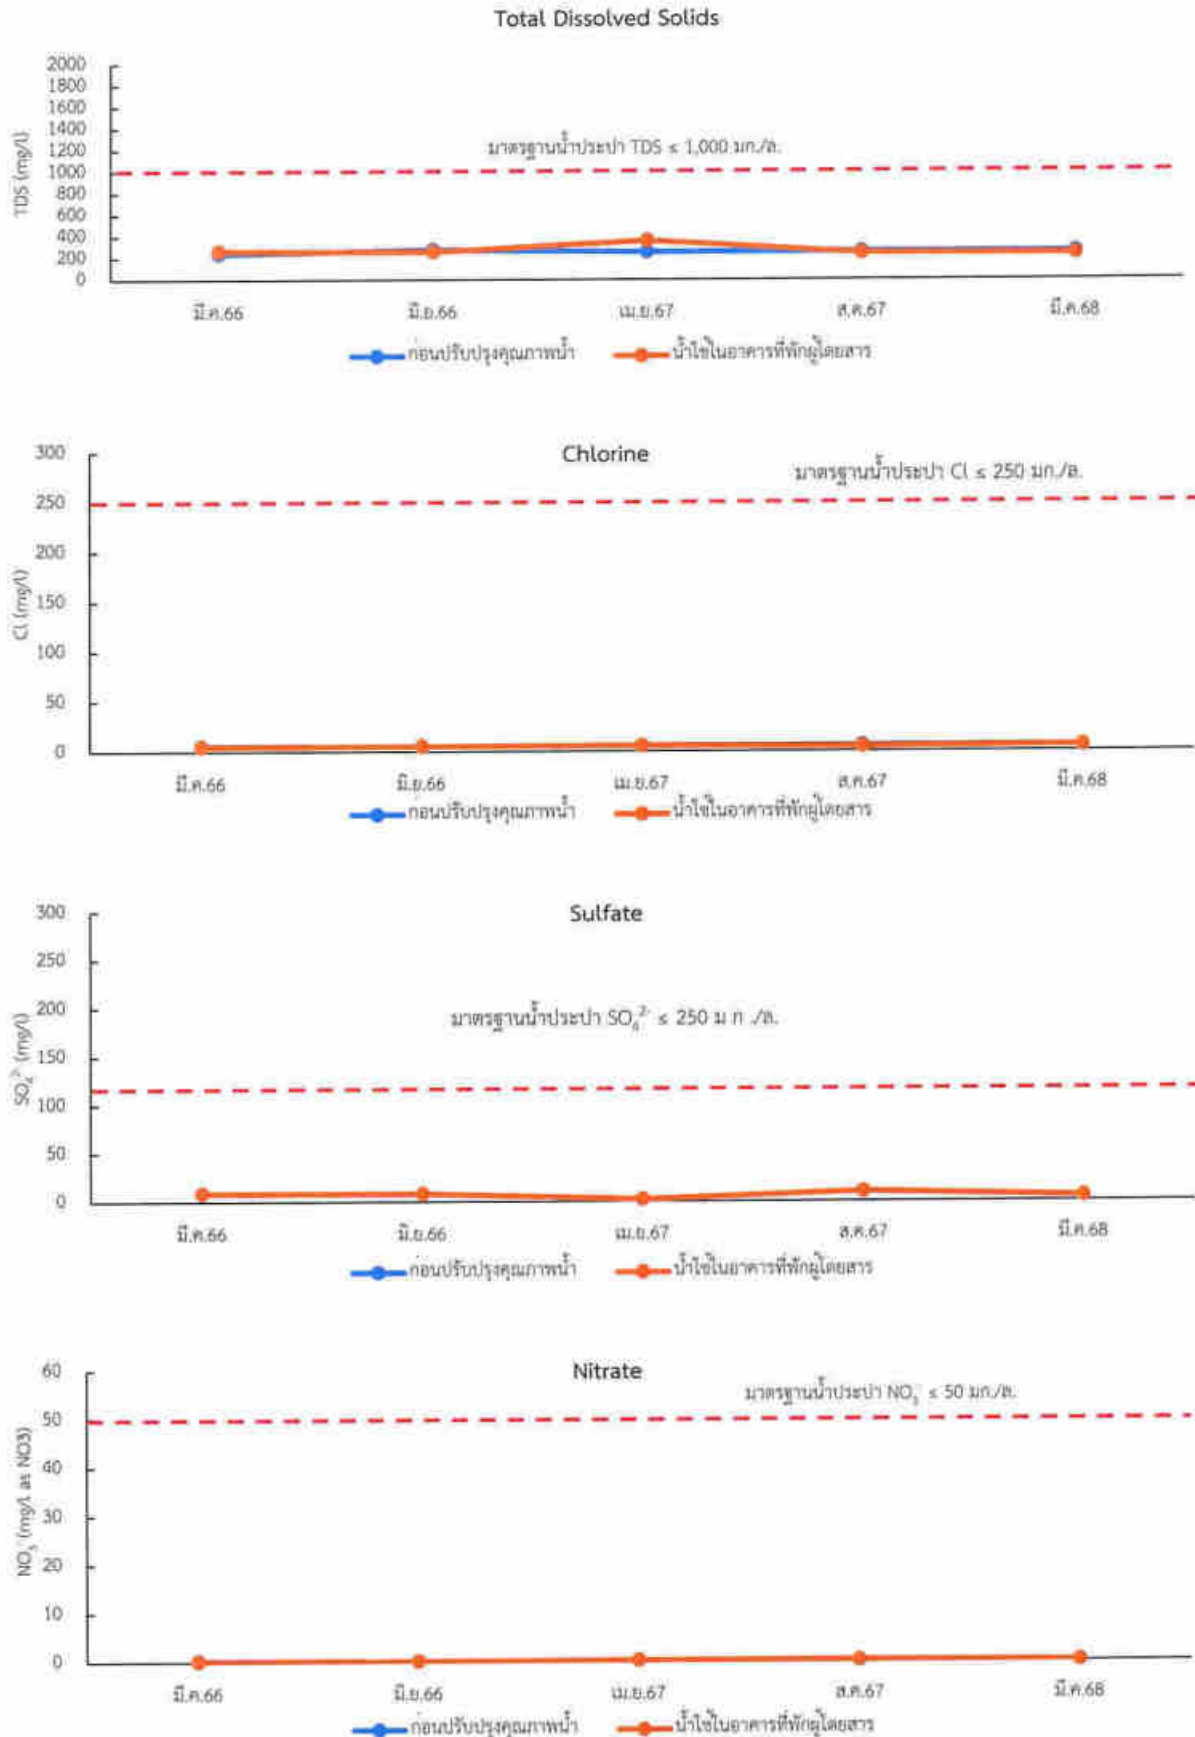 Total Dissolved Solids
2000
1800
1600
1400
1200
1000
800
600
400
200
0
TDS (mg/l)
มาตรฐานน้ำประปา TDS ≤ 1,000 มก./ล.
มี.ค.66 มิ.ย.66 เม.ย.67 ส.ค.67 มี.ค.68
ก่อนปรับปรุงคุณภาพน้ำ น้ำใช้ในอาคารที่พักผู้โดยสาร
Chlorine
300
250
200
150
100
50
0
Cl (mg/l)
มาตรฐานน้ำประปา Cl ≤ 250 มก./ล.
มี.ค.66 มิ.ย.66 เม.ย.67 ส.ค.67 มี.ค.68
ก่อนปรับปรุงคุณภาพน้ำ น้ำใช้ในอาคารที่พักผู้โดยสาร
Sulfate
300
250
200
150
100
50
0
SO₄²⁻ (mg/l)
มาตรฐานน้ำประปา SO₄²⁻ ≤ 250 ม ก ./ล.
มี.ค.66 มิ.ย.66 เม.ย.67 ส.ค.67 มี.ค.68
ก่อนปรับปรุงคุณภาพน้ำ น้ำใช้ในอาคารที่พักผู้โดยสาร
Nitrate
60
50
40
30
20
10
0
NO₃⁻ (mg/l as NO3)
มาตรฐานน้ำประปา NO₃⁻ ≤ 50 มก./ล.
มี.ค.66 มิ.ย.66 เม.ย.67 ส.ค.67 มี.ค.68
ก่อนปรับปรุงคุณภาพน้ำ น้ำใช้ในอาคารที่พักผู้โดยสาร